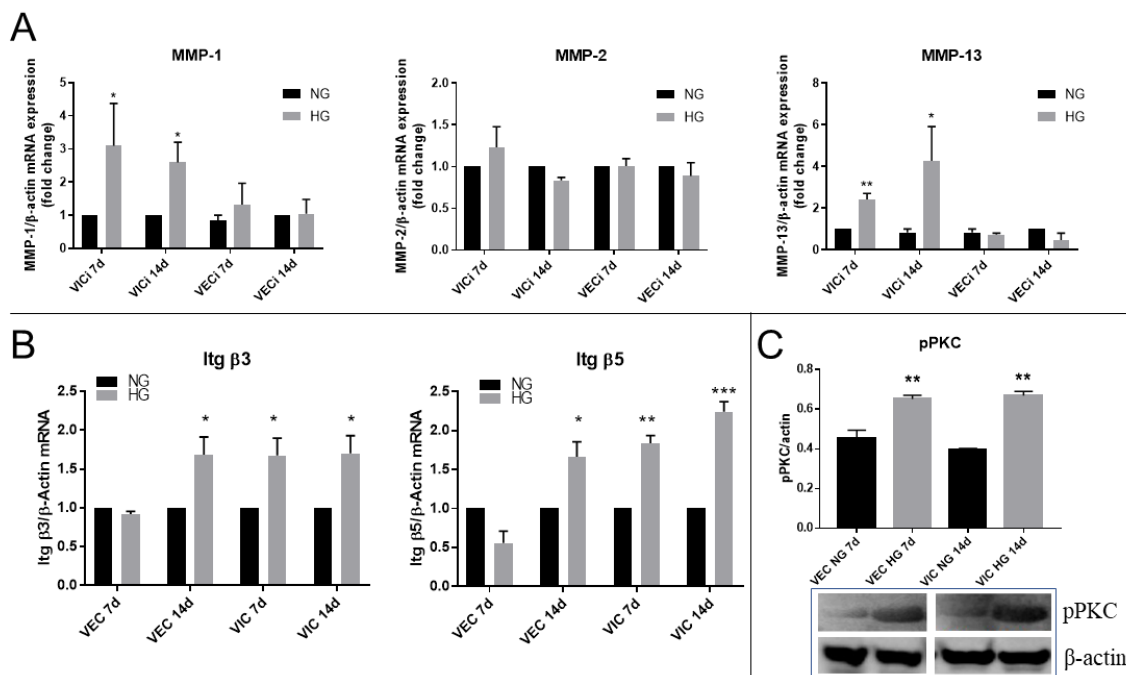 A
MMP-1
MMP-1/β-actin mRNA expression
(fold change)
5
4
3
2
1
0
NG
HG
*
*
VICi 7d
VICi 14d
VECi 7d
VECi 14d
MMP-2
MMP-2/β-actin mRNA expression
(fold change)
2.0
1.5
1.0
0.5
0.0
NG
HG
VICi 7d
VICi 14d
VECi 7d
VECi 14d
MMP-13
MMP-13/β-actin mRNA expression
(fold change)
8
6
4
2
0
NG
HG
**
*
VICi 7d
VICi 14d
VECi 7d
VECi 14d
B
Itg β3
Itg β3/β-Actin mRNA
2.5
2.0
1.5
1.0
0.5
0.0
NG
HG
*
*
*
VEC 7d
VEC 14d
VIC 7d
VIC 14d
Itg β5
Itg β5/β-Actin mRNA
2.5
2.0
1.5
1.0
0.5
0.0
NG
HG
*
**
***
VEC 7d
VEC 14d
VIC 7d
VIC 14d
C
pPKC
pPKC/actin
0.8
0.6
0.4
0.2
0.0
**
**
VEC NG 7d
VEC HG 7d
VIC NG 14d
VIC HG 14d
pPKC
β-actin